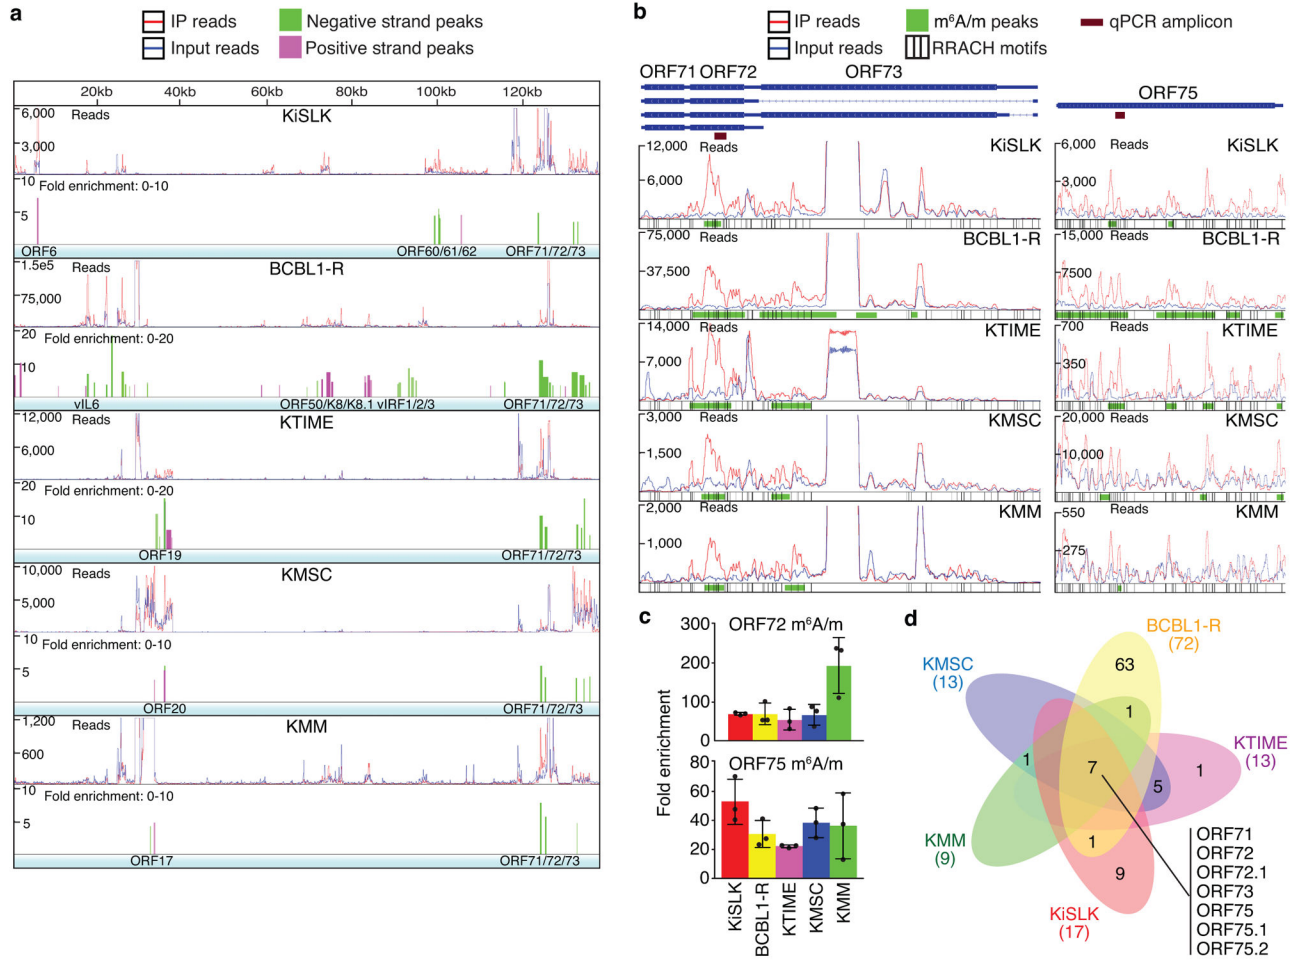 a
IP reads
Input reads
Negative strand peaks
Positive strand peaks
20kb 40kb 60kb 80kb 100kb 120kb
6,000 Reads KiSLK
3,000
10 Fold enrichment: 0-10
5
ORF6 ORF60/61/62 ORF71/72/73
1.5e5 Reads BCBL1-R
75,000
20 Fold enrichment: 0-20
10
vIL6 ORF50/K8/K8.1 vIRF1/2/3 ORF71/72/73
12,000 Reads KTIME
6,000
20 Fold enrichment: 0-20
10
ORF19 ORF71/72/73
10,000 Reads KMSC
5,000
10 Fold enrichment: 0-10
5
ORF20 ORF71/72/73
1,200 Reads KMM
600
10 Fold enrichment: 0-10
5
ORF17 ORF71/72/73
b
IP reads
Input reads
m⁶A/m peaks
RRACH motifs
qPCR amplicon
ORF71 ORF72 ORF73
12,000 Reads KiSLK
6,000
75,000 Reads BCBL1-R
37,500
14,000 Reads KTIME
7,000
3,000 Reads KMSC
1,500
2,000 Reads KMM
1,000
ORF75
6,000 Reads KiSLK
3,000
15,000 Reads BCBL1-R
7500
700 Reads KTIME
350
20,000 Reads KMSC
10,000
550 Reads KMM
275
c
Fold enrichment
300 ORF72 m⁶A/m
200
100
0
80 ORF75 m⁶A/m
60
40
20
0
KiSLK
BCBL1-R
KTIME
KMSC
KMM
d
BCBL1-R
(72)
KMSC
(13)
KTIME
(13)
KMM
(9)
KiSLK
(17)
63
1
1
7
5
1
1
9
ORF71
ORF72
ORF72.1
ORF73
ORF75
ORF75.1
ORF75.2